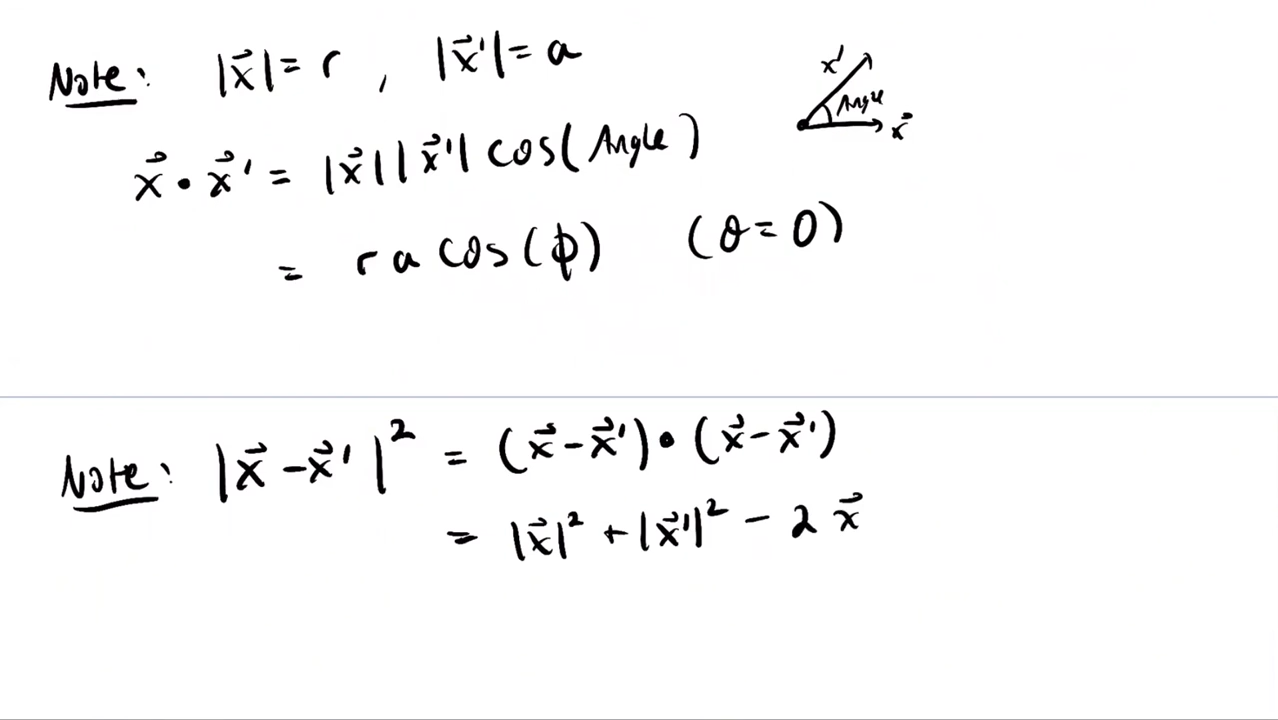 Note: |x⃗| = r , |x⃗'| = a
x'
Angle
x⃗
x⃗ • x⃗' = |x⃗| |x⃗'| cos(Angle)
= r a cos(ϕ) (θ = 0)
Note: |x⃗ - x⃗'|² = (x⃗ - x⃗') • (x⃗ - x⃗')
= |x⃗|² + |x⃗'|² - 2 x⃗